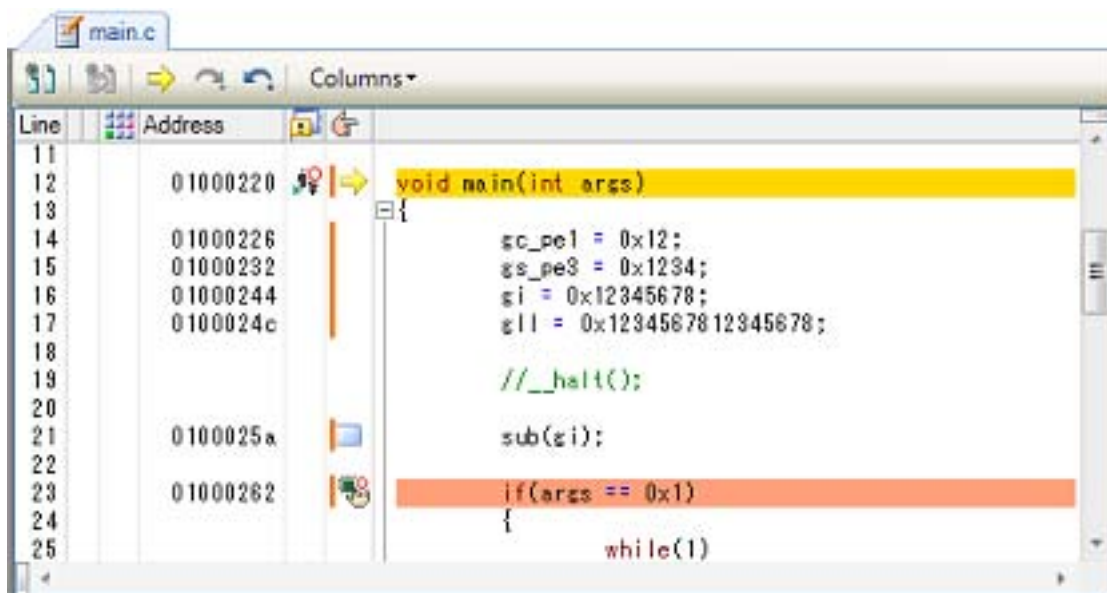 main.c
Columns
Line Address
11
12 01000220 void main(int args)
13 {
14 01000226 gc_pe1 = 0x12;
15 01000232 gs_pe3 = 0x1234;
16 01000244 gi = 0x12345678;
17 0100024c gll = 0x1234567812345678;
18
19 //__halt();
20
21 0100025a sub(gi);
22
23 01000262 if(args == 0x1)
24 {
25 while(1)